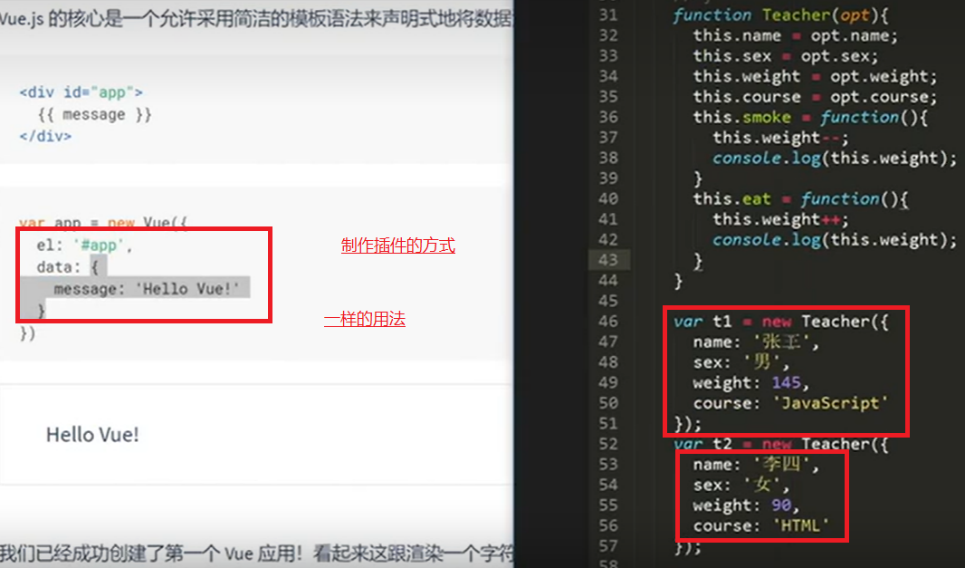 Vue.js 的核心是一个允许采用简洁的模板语法来声明式地将数据
<div id="app">
{{ message }}
</div>
var app = new Vue({
el: '#app',
data: {
message: 'Hello Vue!'
}
})
制作插件的方式
一样的用法
Hello Vue!
我们已经成功创建了第一个 Vue 应用！看起来这跟渲染一个字符
31 function Teacher(opt){
32 this.name = opt.name;
33 this.sex = opt.sex;
34 this.weight = opt.weight;
35 this.course = opt.course;
36 this.smoke = function(){
37 this.weight--;
38 console.log(this.weight);
39 }
40 this.eat = function(){
41 this.weight++;
42 console.log(this.weight);
43 }
44 }
45
46 var t1 = new Teacher({
47 name: '张三',
48 sex: '男',
49 weight: 145,
50 course: 'JavaScript'
51 });
52 var t2 = new Teacher({
53 name: '李四',
54 sex: '女',
55 weight: 90,
56 course: 'HTML'
57 });
58